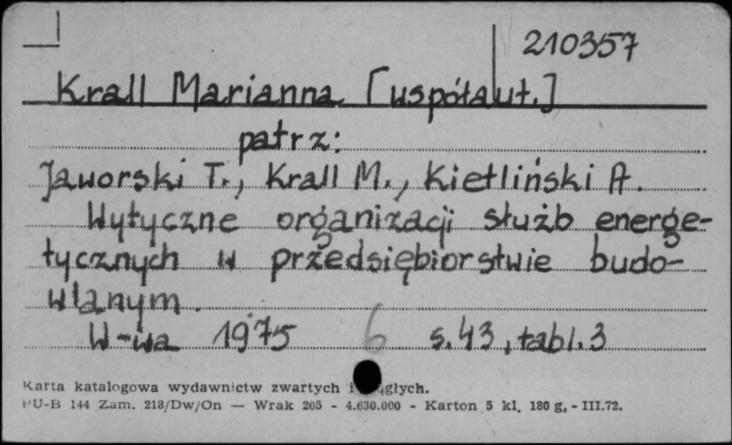 210357
Krall Marianna [współaut.]
patrz:
Jaworski T., Krall M., Kietliński A.
Wytyczne organizacji służb energe-
tycznych w przedsiębiorstwie budo-
wlanym.
W-wa 1975 6 s.43, tabl.3
Karta katalogowa wydawnictw zwartych i ciągłych.
PU-B 144 Zam. 218/Dw/On — Wrak 205 - 4.630.000 - Karton 5 kl. 180 g, - III.72.